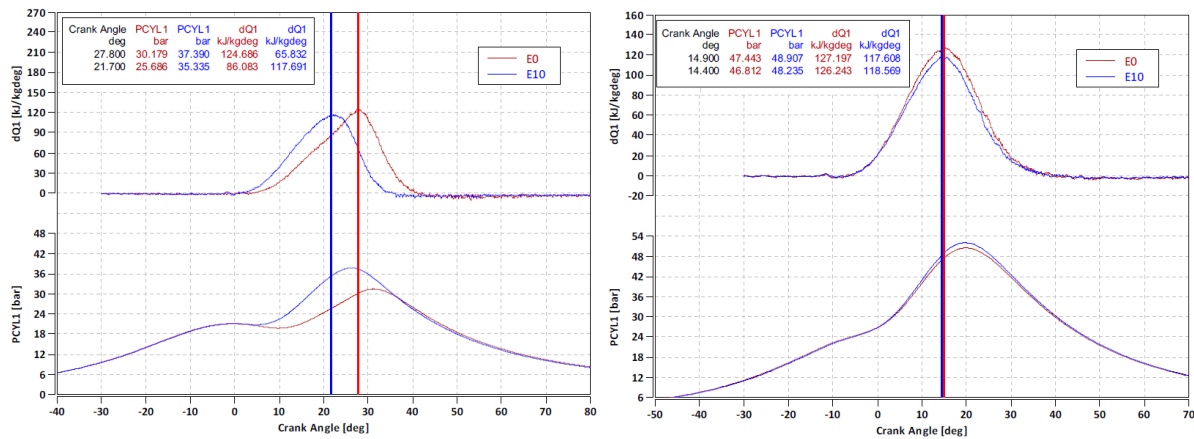 270
240
210
180
150
120
90
60
30
0
dQ1 [kJ/kgdeg]
Crank Angle PCYL1 PCYL1 dQ1 dQ1
deg bar bar kJ/kgdeg kJ/kgdeg
27.800 30.179 37.390 124.686 65.832
21.700 25.686 35.335 86.083 117.691
E0
E10
48
42
36
30
24
18
12
6
0
PCYL1 [bar]
-40 -30 -20 -10 0 10 20 30 40 50 60 70 80
Crank Angle [deg]
160
140
120
100
80
60
40
20
0
-20
dQ1 [kJ/kgdeg]
Crank Angle PCYL1 PCYL1 dQ1 dQ1
deg bar bar kJ/kgdeg kJ/kgdeg
14.900 47.443 48.907 127.197 117.608
14.400 46.812 48.235 126.243 118.569
E0
E10
54
48
42
36
30
24
18
12
6
PCYL1 [bar]
-50 -40 -30 -20 -10 0 10 20 30 40 50 60 70
Crank Angle [deg]